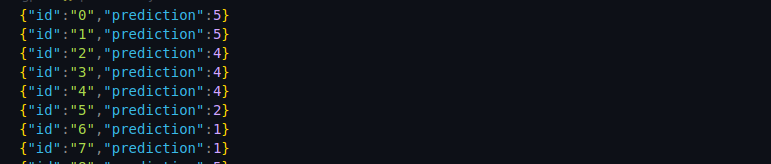 {"id":"0","prediction":5}
{"id":"1","prediction":5}
{"id":"2","prediction":4}
{"id":"3","prediction":4}
{"id":"4","prediction":4}
{"id":"5","prediction":2}
{"id":"6","prediction":1}
{"id":"7","prediction":1}